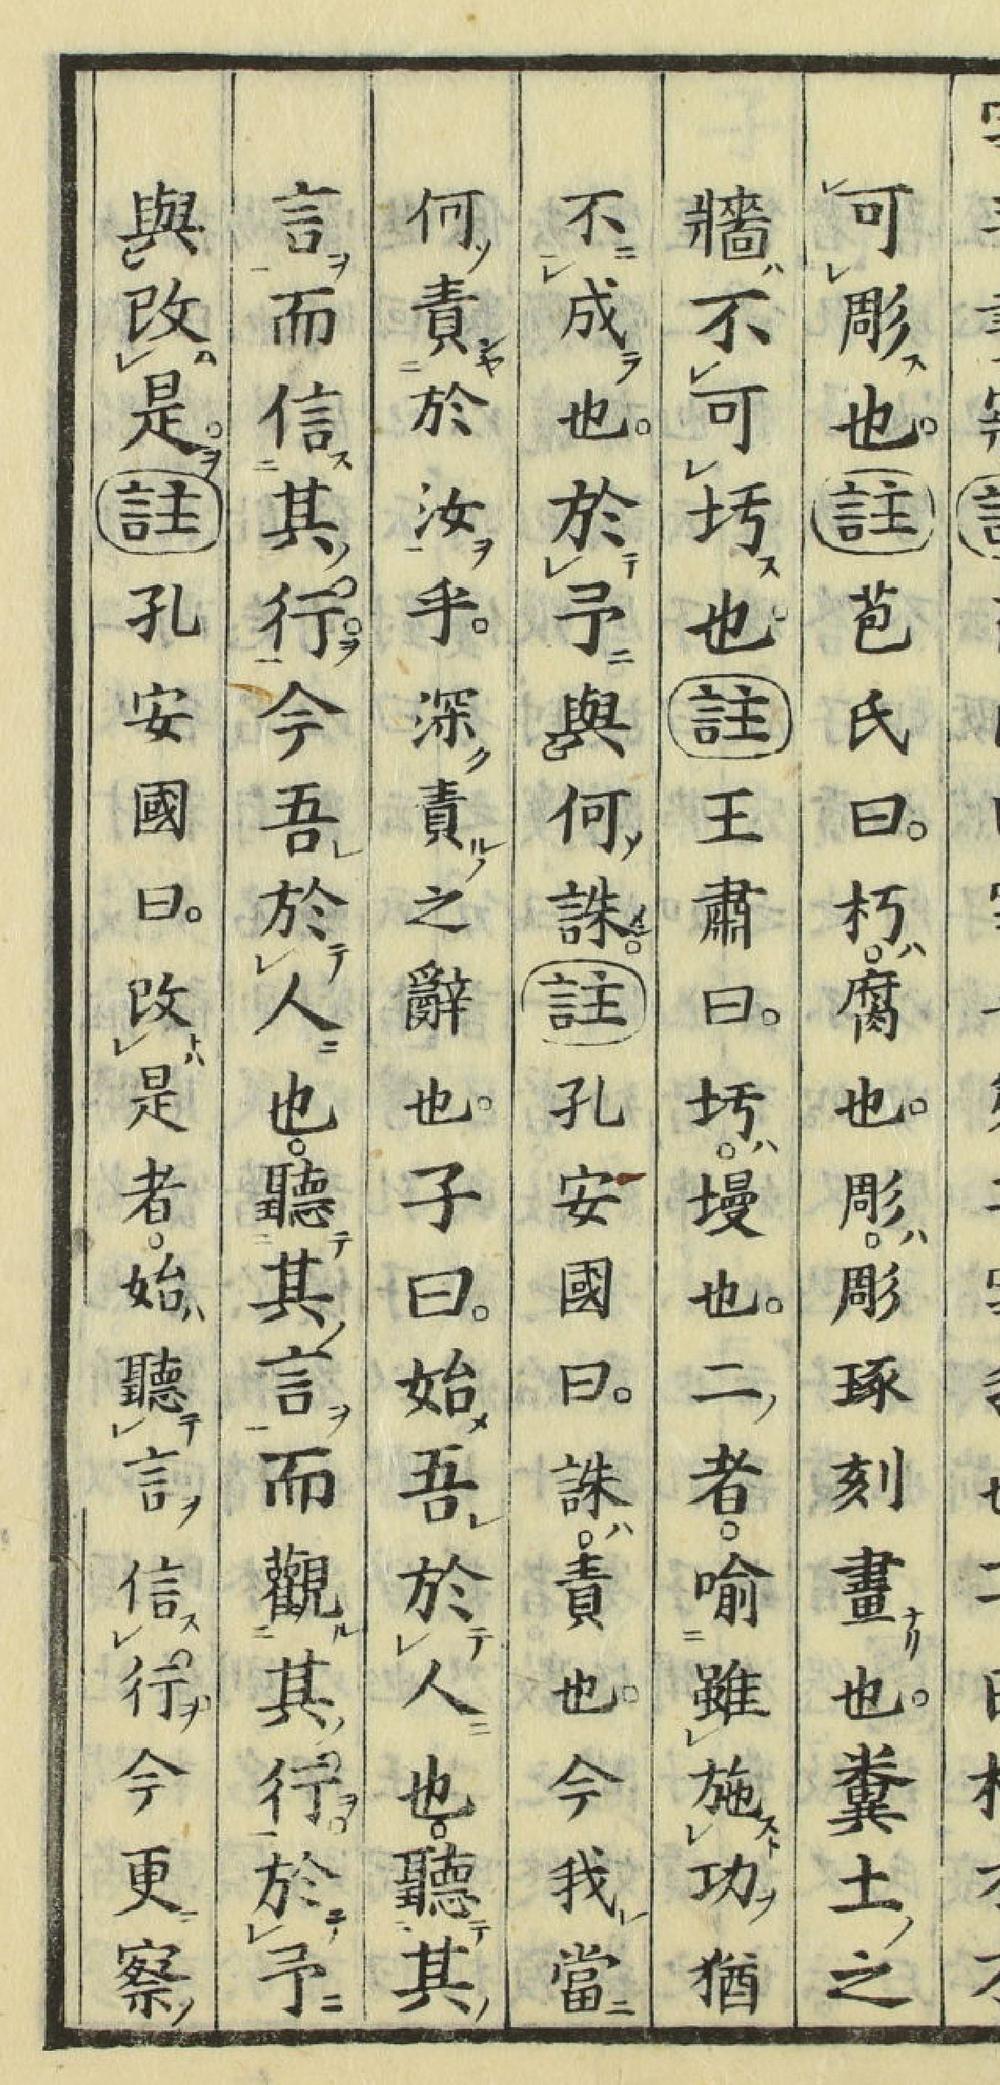 可彫也。註苞氏曰。朽。腐也。彫。彫琢刻畫也。糞土之
牆不可圬也註王肅曰。圬。墁也。二者。喻雖施功猶
不成也。於予與何誅。註孔安國曰。誅。責也。今我當
何責於汝乎。深責之辭也。子曰。始吾於人也。聽其
言而信其行。今吾於人也。聽其言而觀其行。於予
與改是。註孔安國曰。改是者。始聽言信行今更察